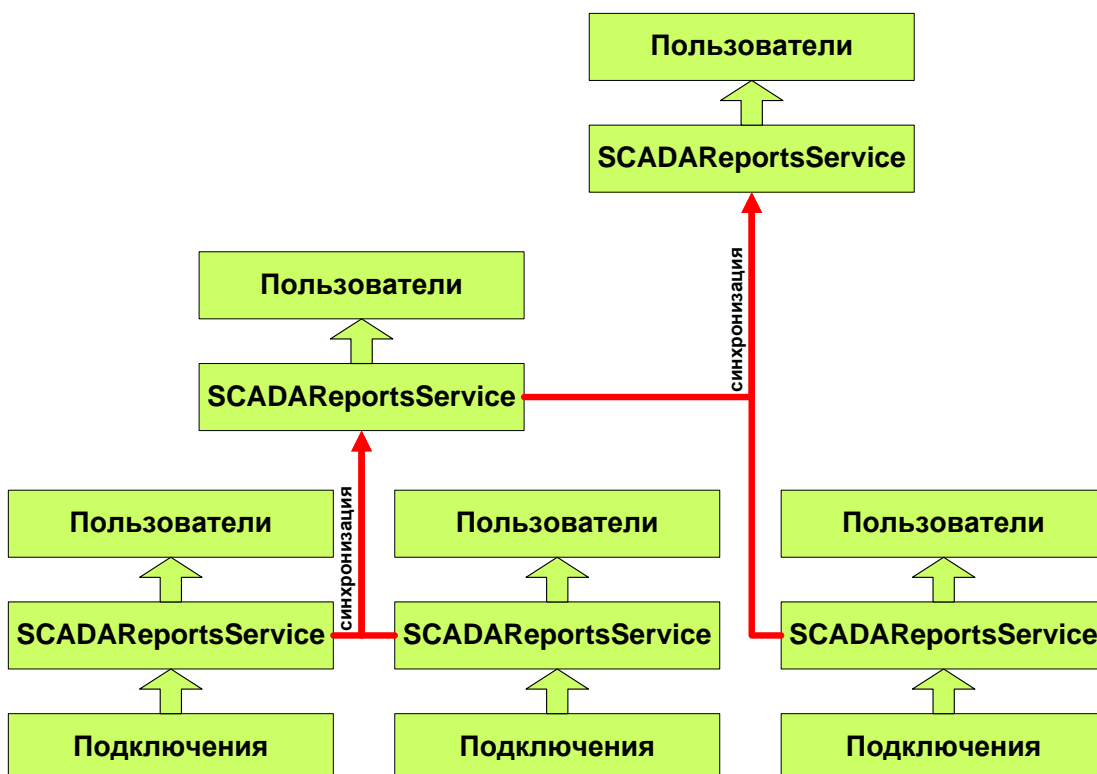 Пользователи
SCADAReportsService
синхронизация
Пользователи
SCADAReportsService
синхронизация
Пользователи
Пользователи
Пользователи
SCADAReportsService
SCADAReportsService
SCADAReportsService
Подключения
Подключения
Подключения